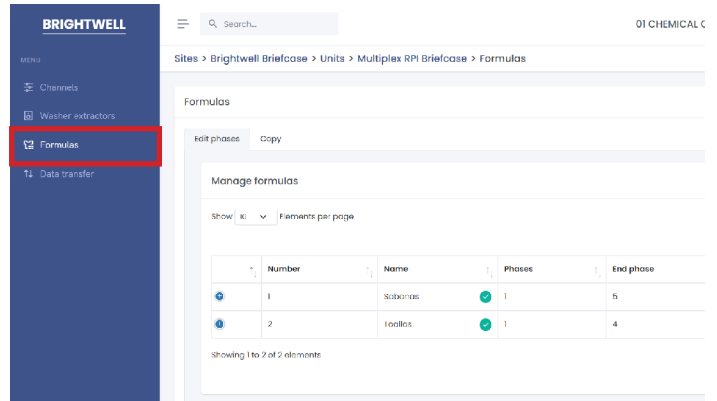 BRIGHTWELL
Search...
01 CHEMICAL
MENU
Sites > Brightwell Briefcase > Units > Multiplex RPI Briefcase > Formulas
Channels
Formulas
Washer extractors
Edit phases Copy
Formulas
Data transfer
Manage formulas
Show Elements per page
Number Name Phases End phase
1 Sabanas 1 5
2 Toallas 1 4
Showing 1 to 2 of 2 elements